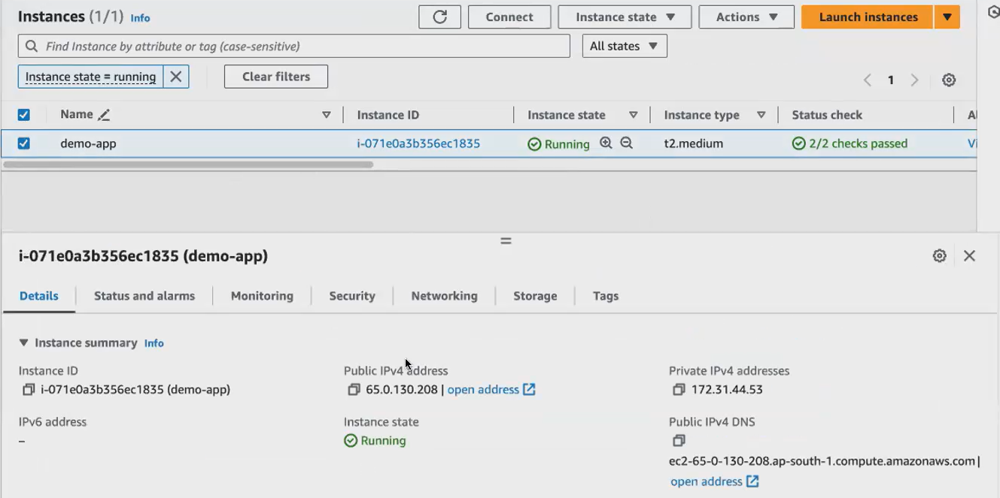 Instances (1/1) Info Connect Instance state Actions Launch instances
Find Instance by attribute or tag (case-sensitive) All states
Instance state = running Clear filters 1
Name Instance ID Instance state Instance type Status check
demo-app i-071e0a3b356ec1835 Running t2.medium 2/2 checks passed
i-071e0a3b356ec1835 (demo-app)
Details Status and alarms Monitoring Security Networking Storage Tags
Instance summary Info
Instance ID Public IPv4 address Private IPv4 addresses
i-071e0a3b356ec1835 (demo-app) 65.0.130.208 | open address 172.31.44.53
IPv6 address Instance state Public IPv4 DNS
– Running
ec2-65-0-130-208.ap-south-1.compute.amazonaws.com |
open address